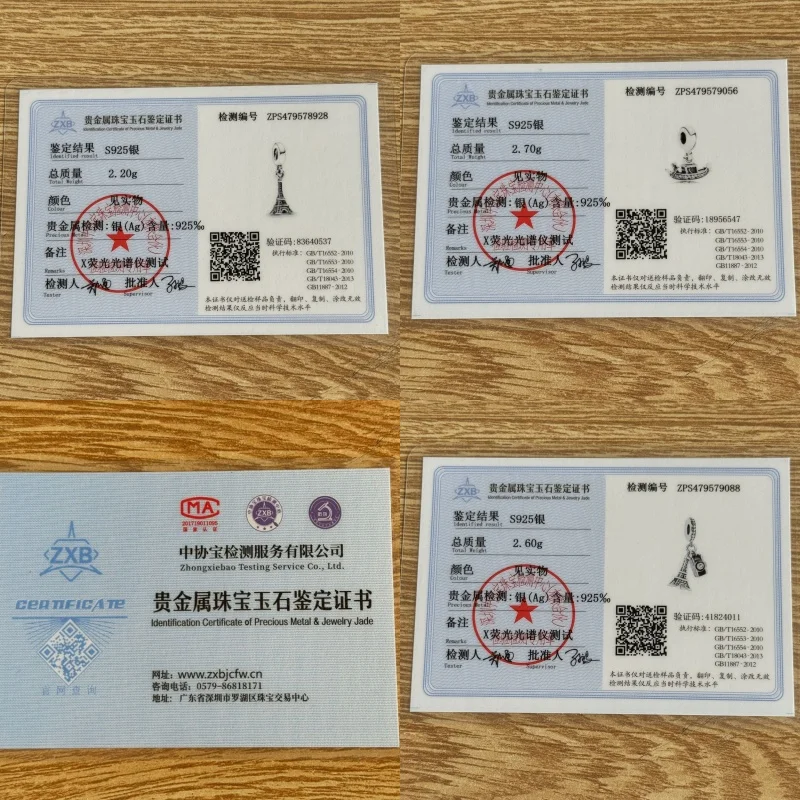 ZXB
贵金属珠宝玉石鉴定证书
Identification Certificate of Precious Metal & Jewelry Jade
检测编号 ZPS479578928
鉴定结果 S925银
Identified result
总质量 2.20g
Total Weight
颜色 见实物
Colour
贵金属检测:银(Ag)含量:925‰
Precious Metal
备注
X荧光光谱仪测试
Remarks
检测人 批准人
Tester Supervisor
验证码:83640537
执行标准: GB/T16552-2010
GB/T16553-2010
GB/T16554-2010
GB/T18043-2013
GB11887-2012
本证书仅对送检样品负责,翻印、复制、涂改无效
检测结果仅反应当时科学技术水平
ZXB
贵金属珠宝玉石鉴定证书
Identification Certificate of Precious Metal & Jewelry Jade
检测编号 ZPS479579056
鉴定结果 S925银
Identified result
总质量 2.70g
Total Weight
颜色 见实物
Colour
贵金属检测:银(Ag)含量:925‰
Precious Metal
备注
X荧光光谱仪测试
Remarks
检测人 批准人
Tester Supervisor
验证码:18956547
执行标准: GB/T16552-2010
GB/T16553-2010
GB/T16554-2010
GB/T18043-2013
GB11887-2012
本证书仅对送检样品负责,翻印、复制、涂改无效
检测结果仅反应当时科学技术水平
MA
201719011095
ZXB
ZXB
CERTIFICATE
官网查询
中协宝检测服务有限公司
Zhongxiebao Testing Service Co., Ltd.
贵金属珠宝玉石鉴定证书
Identification Certificate of Precious Metal & Jewelry Jade
网址: www.zxbjcfw.cn
咨询电话: 0579-86818171
地址: 广东省深圳市罗湖区珠宝交易中心
ZXB
贵金属珠宝玉石鉴定证书
Identification Certificate of Precious Metal & Jewelry Jade
检测编号 ZPS479579088
鉴定结果 S925银
Identified result
总质量 2.60g
Total Weight
颜色 见实物
Colour
贵金属检测:银(Ag)含量:925‰
Precious Metal
备注
X荧光光谱仪测试
Remarks
检测人 批准人
Tester Supervisor
验证码:41824011
执行标准: GB/T16552-2010
GB/T16553-2010
GB/T16554-2010
GB/T18043-2013
GB11887-2012
本证书仅对送检样品负责,翻印、复制、涂改无效
检测结果仅反应当时科学技术水平